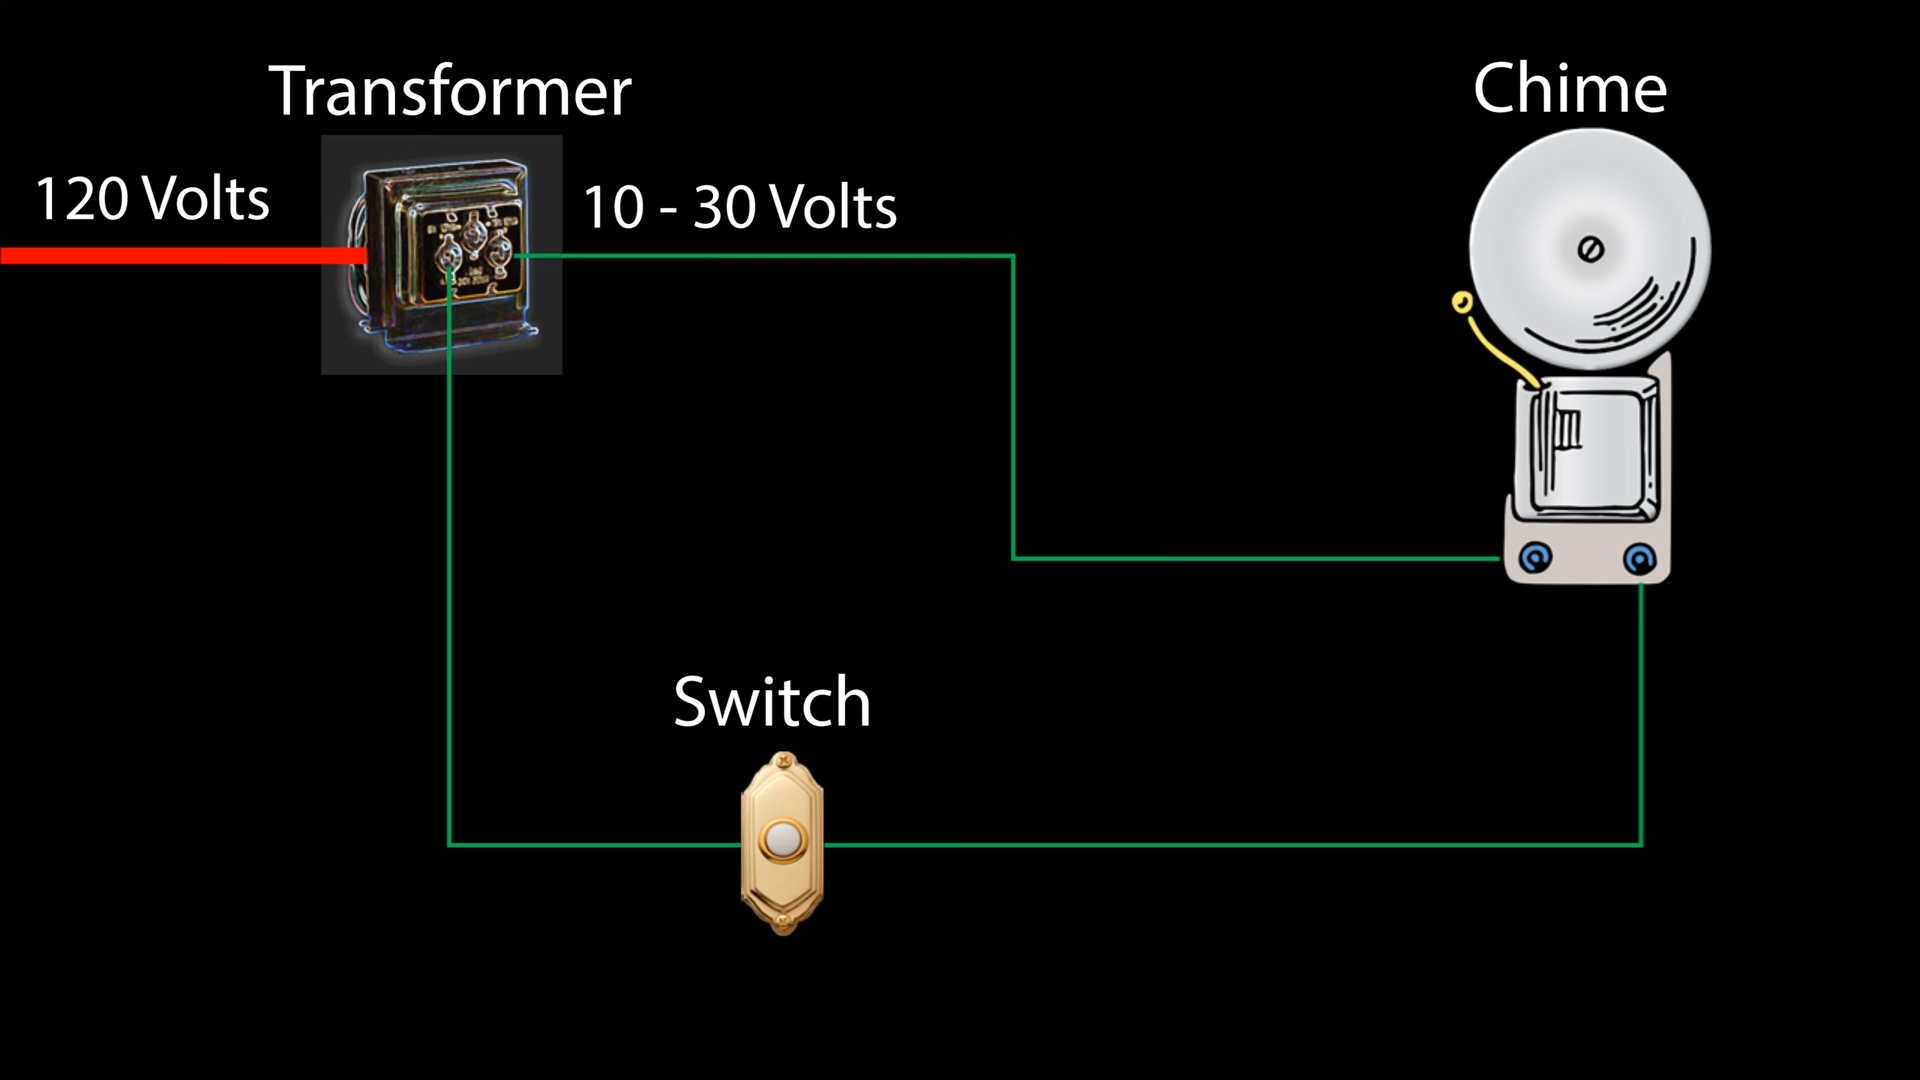 Transformer
Chime
120 Volts
10 - 30 Volts
Switch